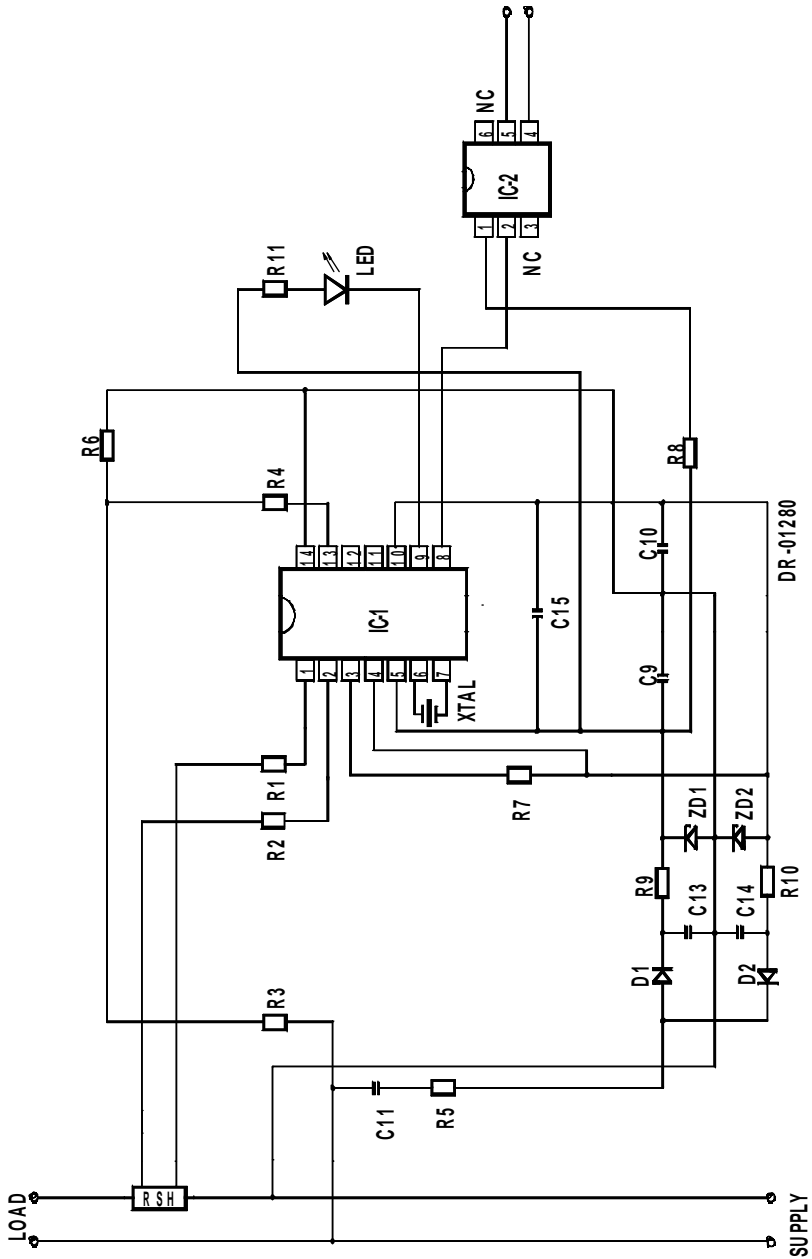 LOAD
RSH
SUPPLY
R6
R4
R11
LED
NC
6
5
4
IC-2
1
2
3
NC
14
13
12
11
10
9
8
IC-1
1
2
3
4
5
6
7
XTAL
R1
R2
R3
C11
R5
R7
C15
C9
C10
R8
DR-01280
D1
R9
ZD1
ZD2
C13
C14
D2
R10